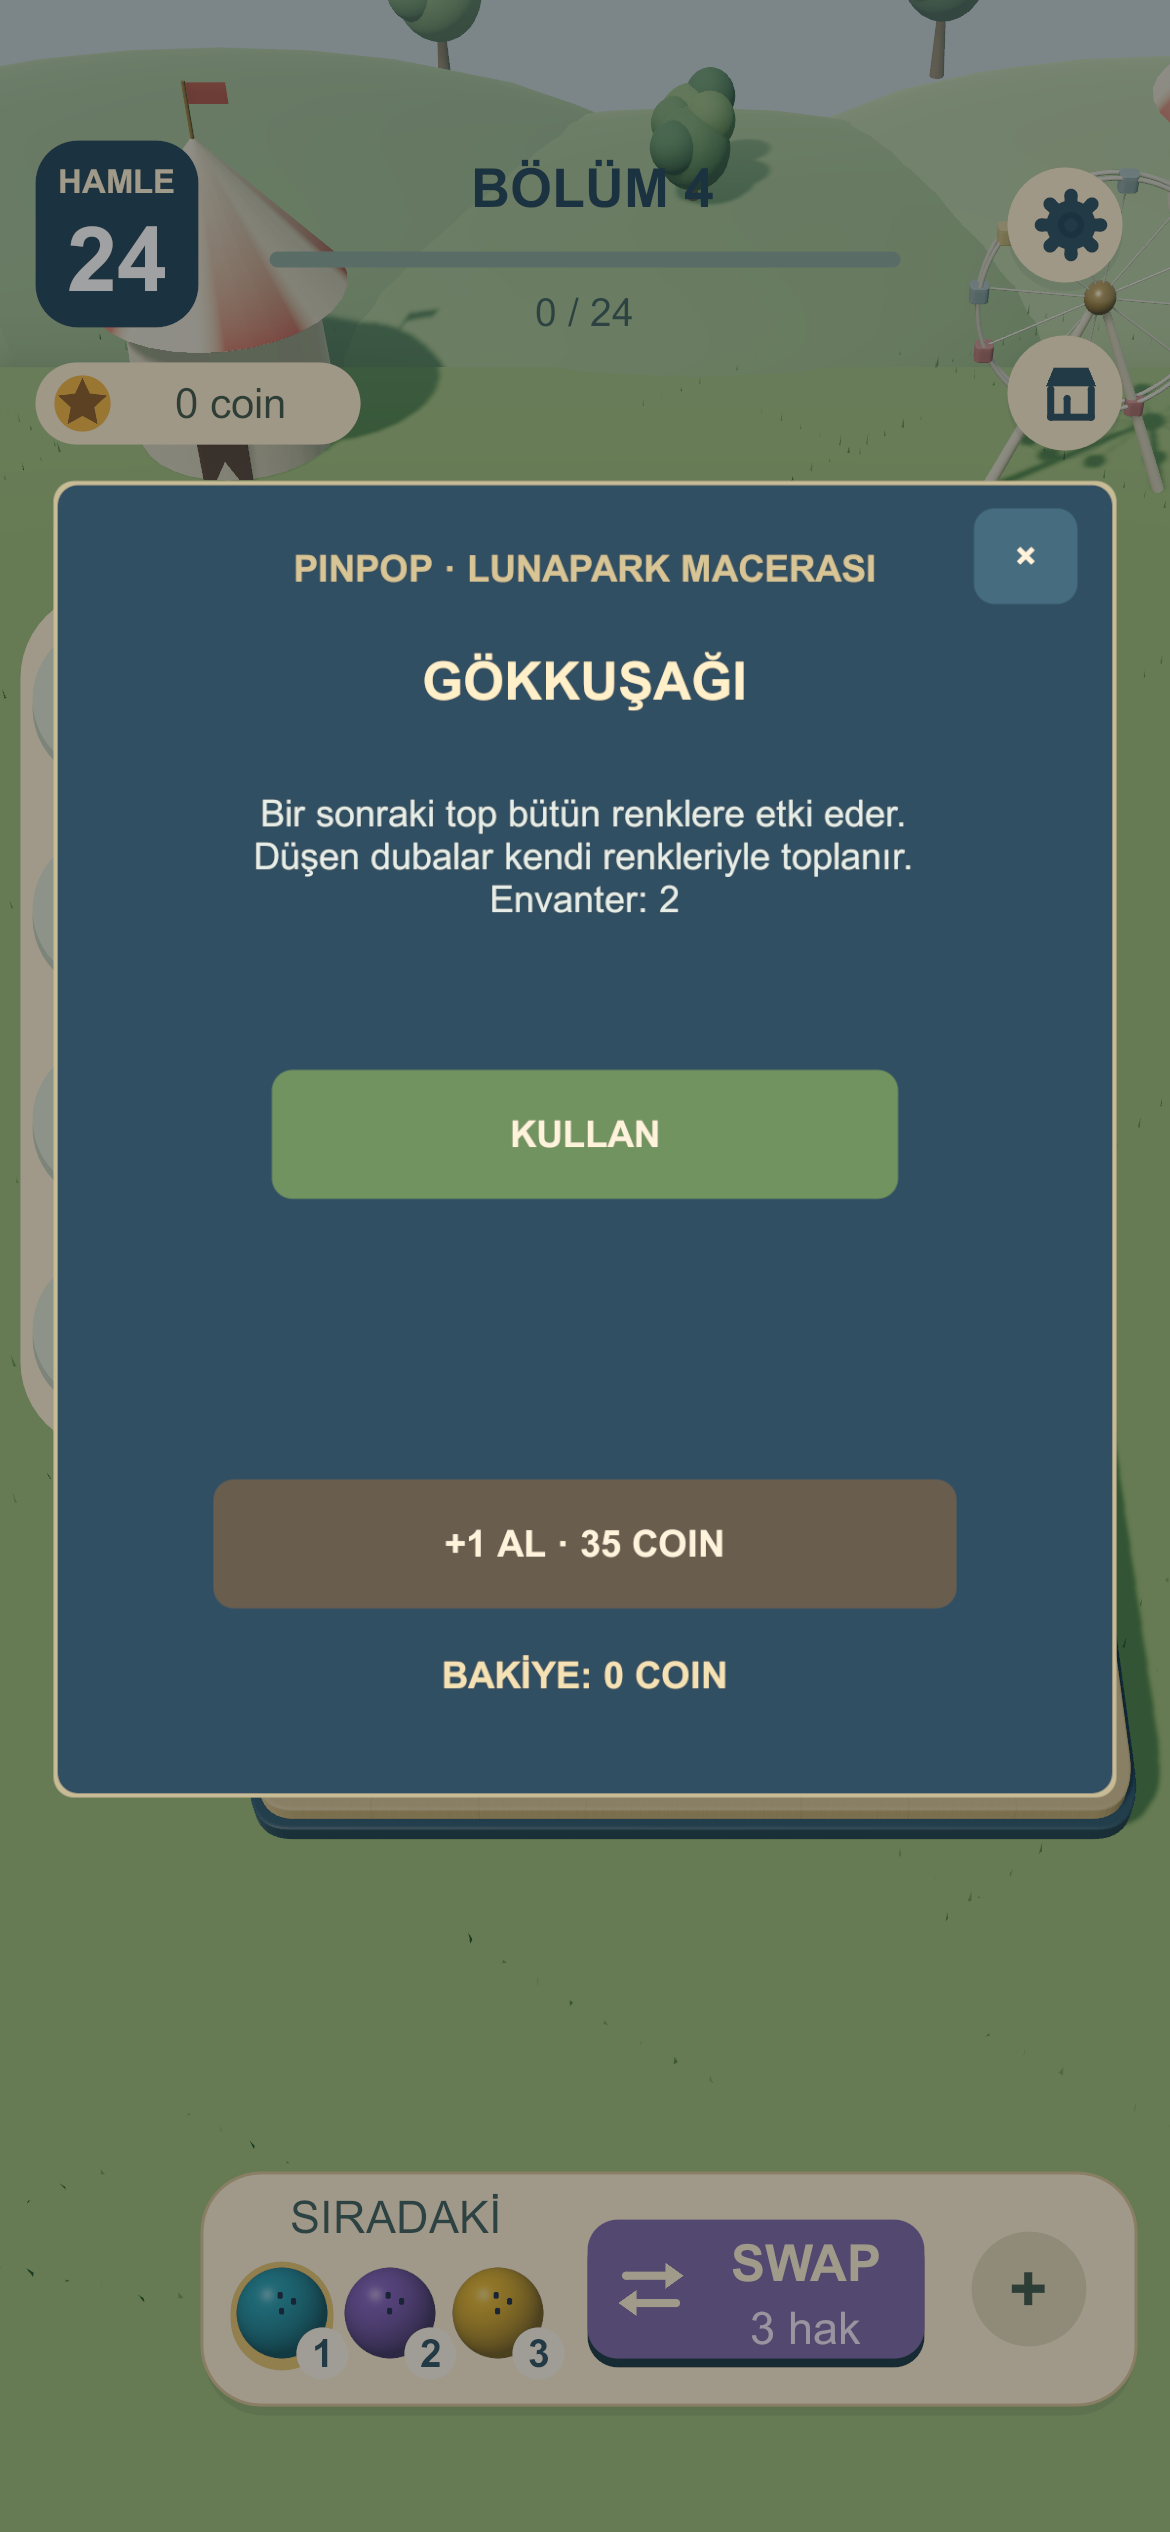 HAMLE
24
BÖLÜM 4
0 / 24
0 coin
PINPOP · LUNAPARK MACERASI
×
GÖKKUŞAĞI
Bir sonraki top bütün renklere etki eder.
Düşen dubalar kendi renkleriyle toplanır.
Envanter: 2
KULLAN
+1 AL · 35 COIN
BAKİYE: 0 COIN
SIRADAKİ
1
2
3
SWAP
3 hak
+